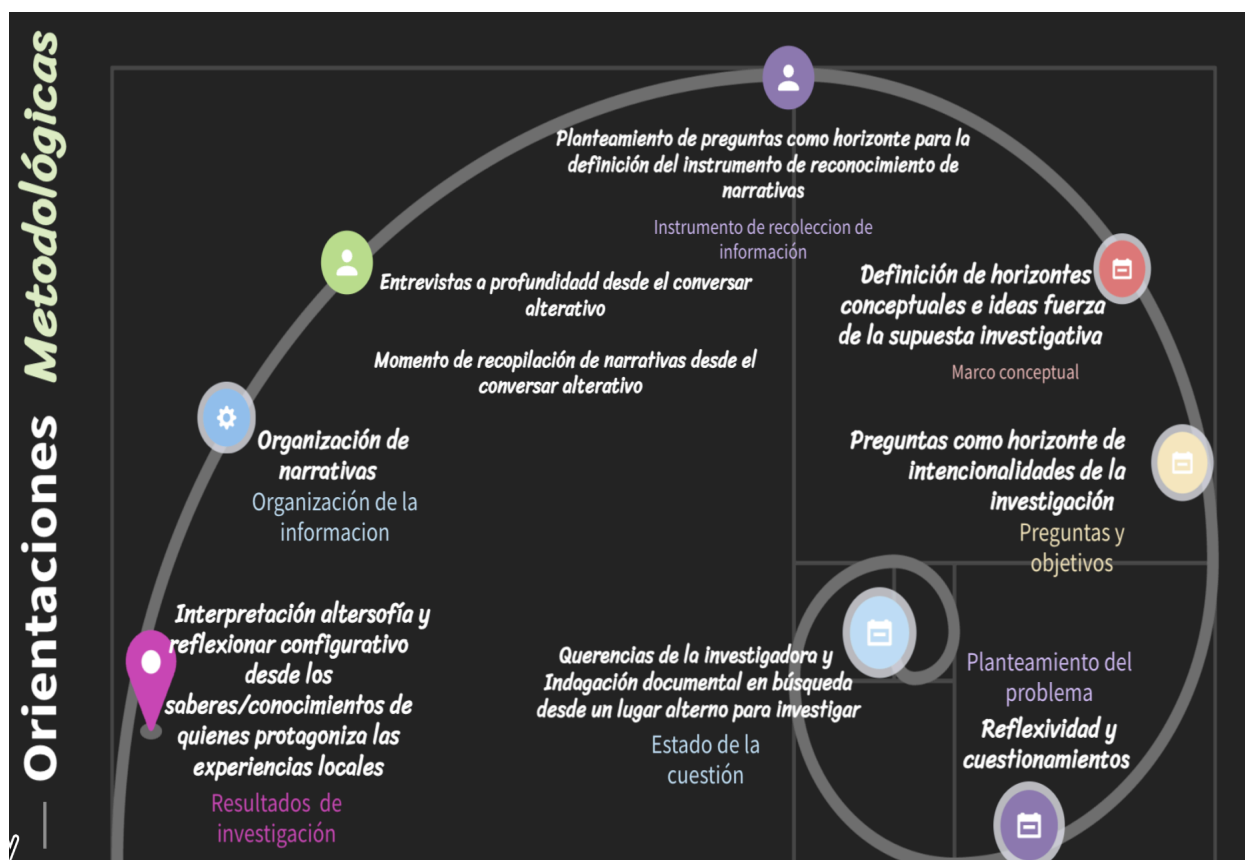 Orientaciones Metodológicas
Planteamiento de preguntas como horizonte para la
definición del instrumento de reconocimiento de
narrativas
Instrumento de recoleccion de
información
Entrevistas a profundidadd desde el conversar
alterativo
Momento de recopilación de narrativas desde el
conversar alterativo
Definición de horizontes
conceptuales e ideas fuerza
de la supuesta investigativa
Marco conceptual
Organización de
narrativas
Organización de la
informacion
Preguntas como horizonte de
intencionalidades de la
investigación
Preguntas y
objetivos
Interpretación altersofía y
reflexionar configurativo
desde los
saberes/conocimientos de
quienes protagoniza las
experiencias locales
Resultados de
investigación
Querencias de la investigadora y
Indagación documental en búsqueda
desde un lugar alterno para investigar
Estado de la
cuestión
Planteamiento del
problema
Reflexividad y
cuestionamientos